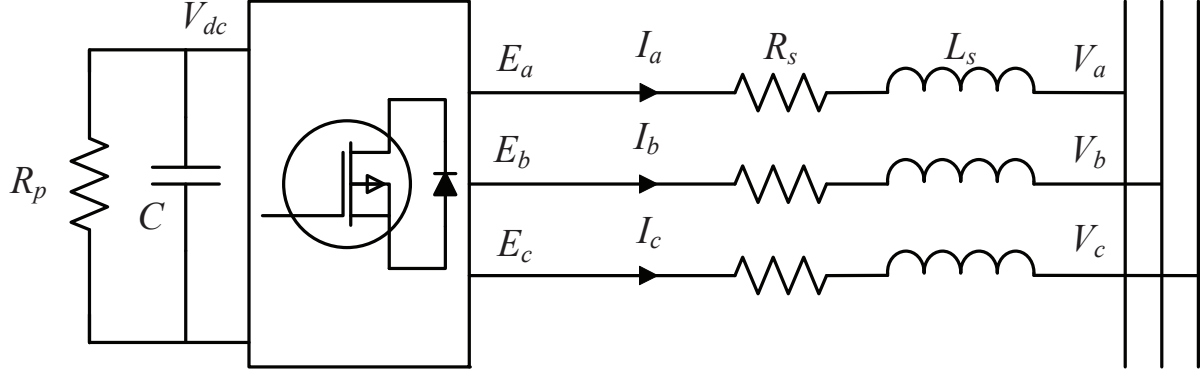 V_dc
E_a I_a R_s L_s V_a
E_b I_b V_b
R_p C
E_c I_c V_c